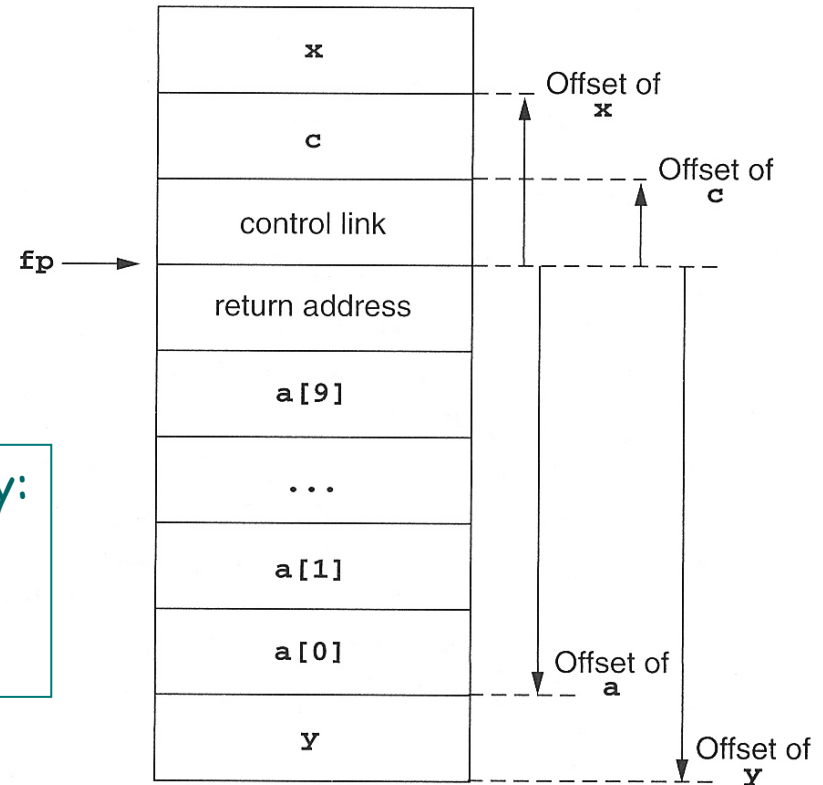 x
Offset of
x
c
Offset of
c
control link
fp
return address
a[9]
y:
...
a[1]
a[0]
Offset of
a
y
Offset of
y